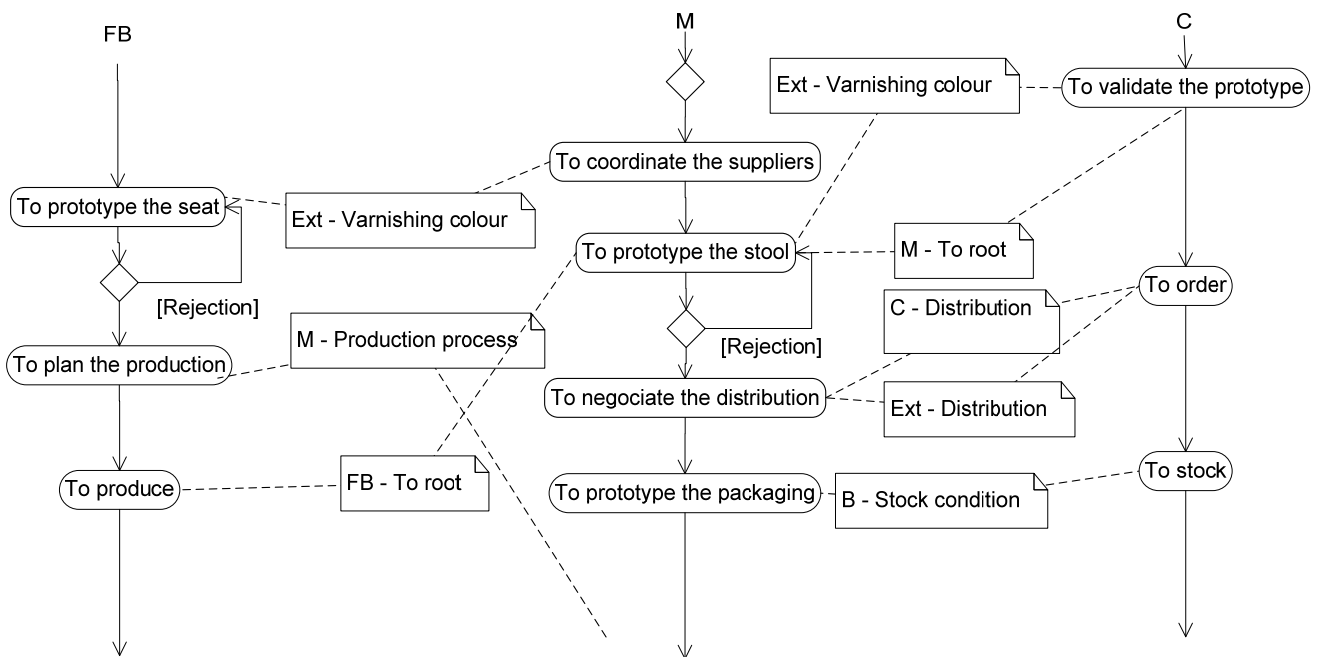 FB
M
C
Ext - Varnishing colour
To validate the prototype
To coordinate the suppliers
To prototype the seat
Ext - Varnishing colour
To prototype the stool
M - To root
To order
[Rejection]
C - Distribution
M - Production process
[Rejection]
To plan the production
To negociate the distribution
Ext - Distribution
To produce
FB - To root
To prototype the packaging
B - Stock condition
To stock